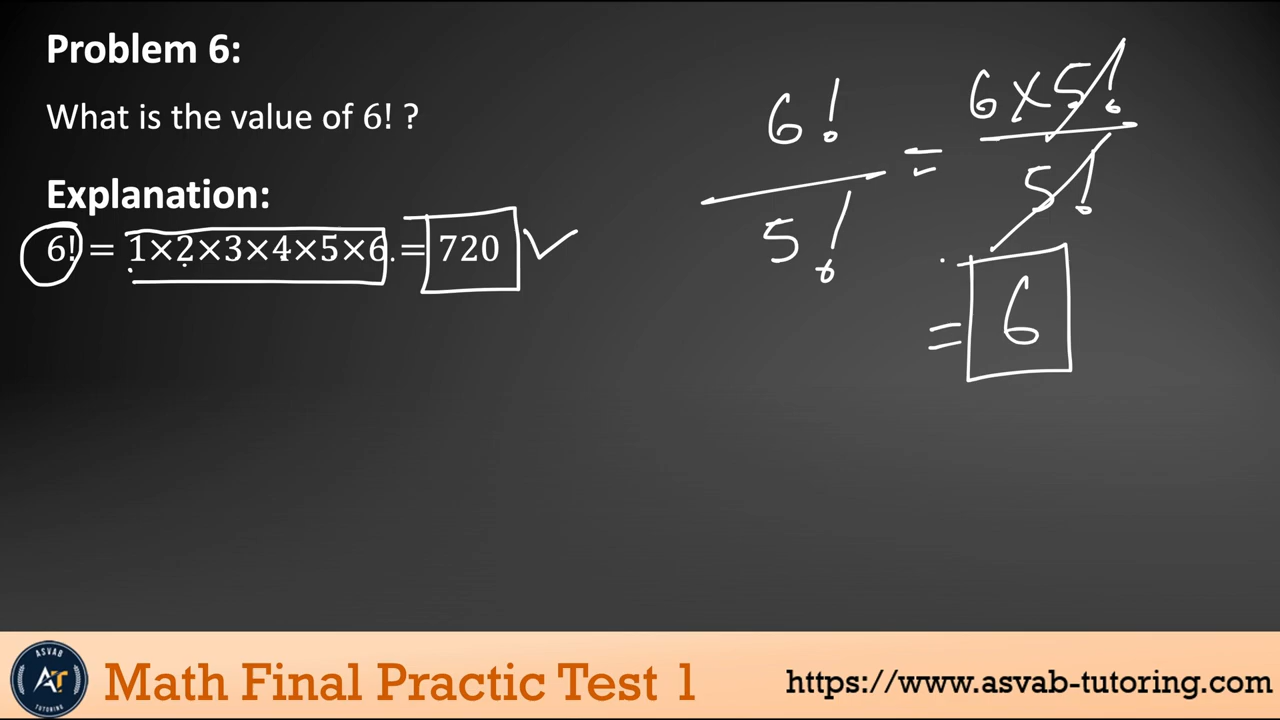 Problem 6:
What is the value of 6! ?
Explanation:
6! = 1×2×3×4×5×6.= 720 ✓
6! / 5! = 6 × 5! / 5!
= 6
ASVAB
AT
TUTORING
Math Final Practic Test 1
https://www.asvab-tutoring.com